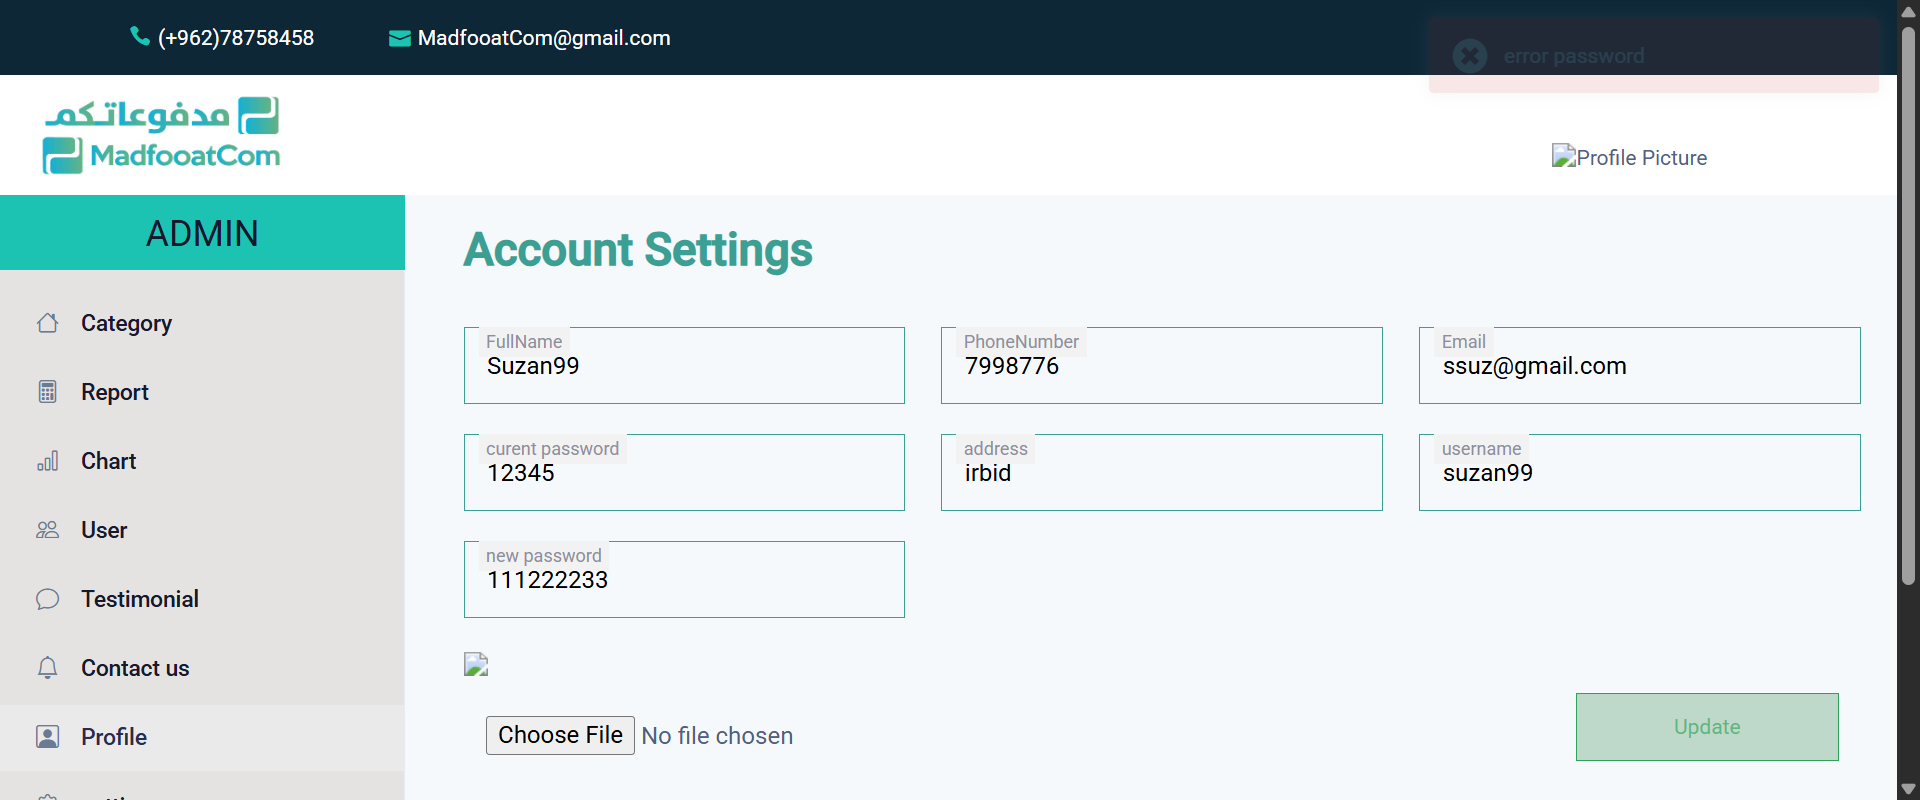 (+962)78758458
MadfooatCom@gmail.com
error password
مدفوعاتكم
MadfooatCom
Profile Picture
ADMIN
Category
Report
Chart
User
Testimonial
Contact us
Profile
Account Settings
FullName
Suzan99
PhoneNumber
7998776
Email
ssuz@gmail.com
curent password
12345
address
irbid
username
suzan99
new password
111222233
Choose File No file chosen
Update